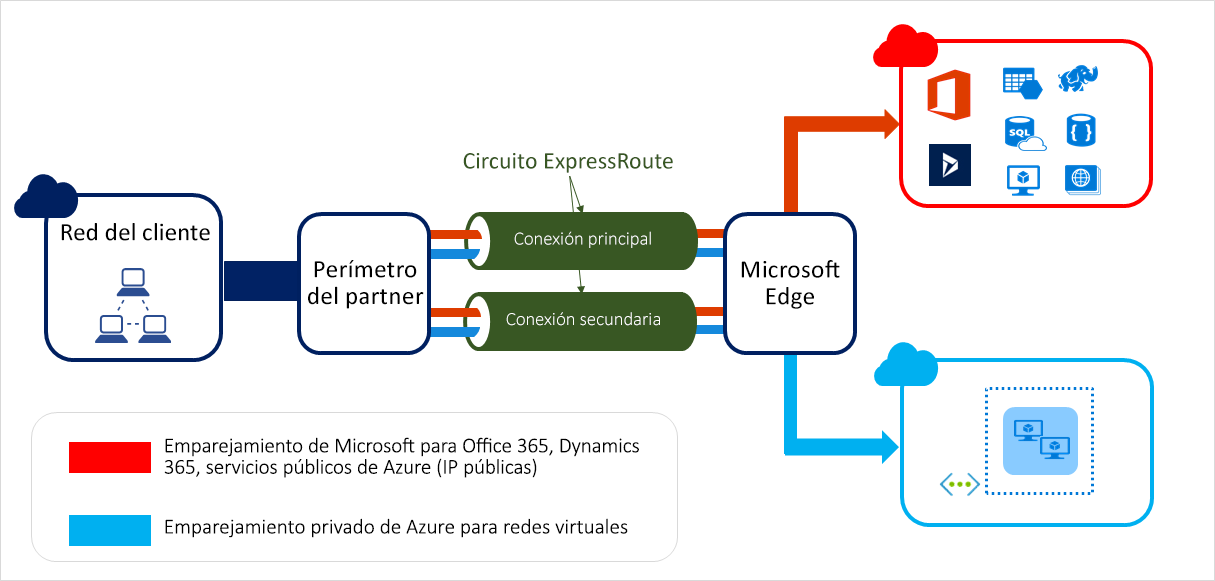 Circuito ExpressRoute
Red del cliente
Perímetro
del partner
Conexión principal
Conexión secundaria
Microsoft
Edge
SQL
Emparejamiento de Microsoft para Office 365, Dynamics
365, servicios públicos de Azure (IP públicas)
Emparejamiento privado de Azure para redes virtuales